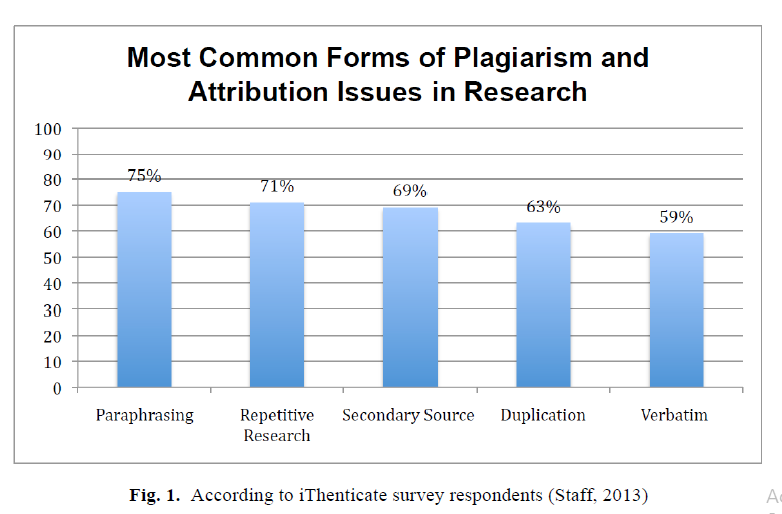 Most Common Forms of Plagiarism and
Attribution Issues in Research
100
90
80
70
60
50
40
30
20
10
0
75%
71%
69%
63%
59%
Paraphrasing
Repetitive
Research
Secondary Source
Duplication
Verbatim
Fig. 1. According to iThenticate survey respondents (Staff, 2013)